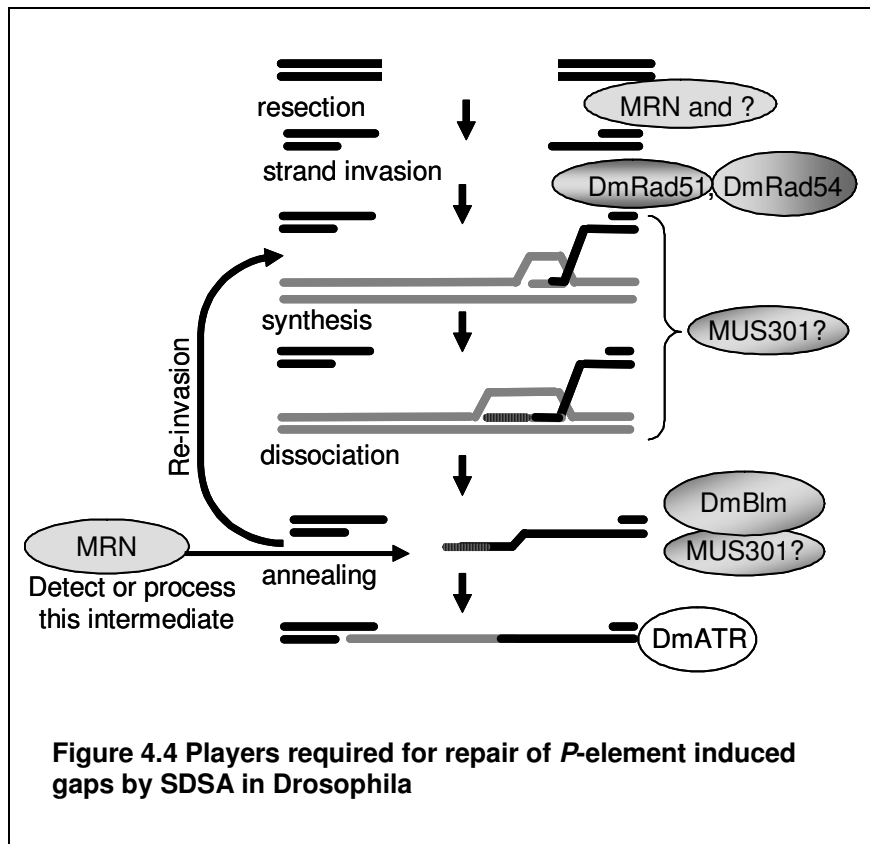 resection
MRN and ?
strand invasion
DmRad51, DmRad54
synthesis
MUS301?
Re-invasion
dissociation
DmBlm
MRN
MUS301?
annealing
Detect or process
this intermediate
DmATR
Figure 4.4 Players required for repair of P-element induced
gaps by SDSA in Drosophila